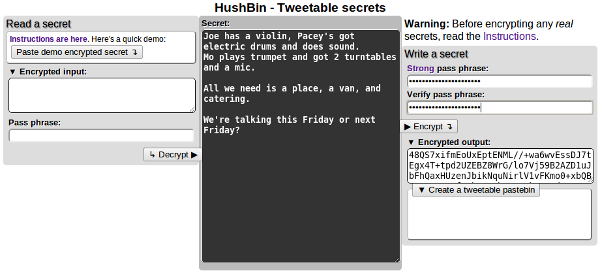 HushBin - Tweetable secrets
Read a secret
Instructions are here. Here's a quick demo:
Paste demo encrypted secret ↴
▼ Encrypted input:
Pass phrase:
↳ Decrypt ▶
Secret:
Joe has a violin, Pacey's got
electric drums and does sound.
Mo plays trumpet and got 2 turntables
and a mic.
All we need is a place, a van, and
catering.
We're talking this Friday or next
Friday?
Warning: Before encrypting any real
secrets, read the Instructions.
Write a secret
Strong pass phrase:
Verify pass phrase:
▶ Encrypt ↴
▼ Encrypted output:
48QS7xifmEoUxEptENML//+wa6wvEssDJ7t
Egx4T+tpd2UZEBZ8WrG/lo7Vj59B2AZD1uJ
bFhQaxHUzenJbikNquNirlV1vFKmo0+xbQB
▼ Create a tweetable pastebin